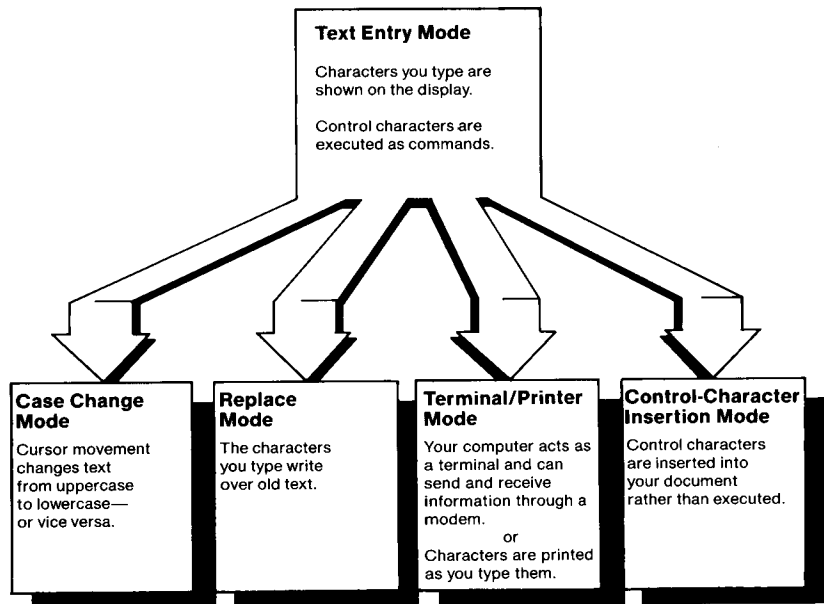 Text Entry Mode
Characters you type are
shown on the display.
Control characters are
executed as commands.
Case Change
Mode
Cursor movement
changes text
from uppercase
to lowercase—
or vice versa.
Replace
Mode
The characters
you type write
over old text.
Terminal/Printer
Mode
Your computer acts as
a terminal and can
send and receive
information through a
modem.
or
Characters are printed
as you type them.
Control-Character
Insertion Mode
Control characters
are inserted into
your document
rather than executed.